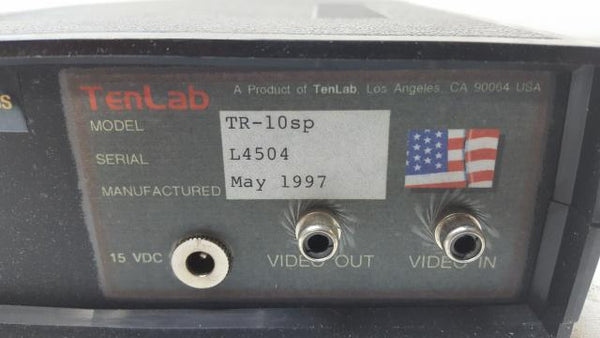 TenLab A Product of TenLab, Los Angeles, CA 90064 USA
MODEL TR-10sp
SERIAL L4504
MANUFACTURED May 1997
15 VDC VIDEO OUT VIDEO IN